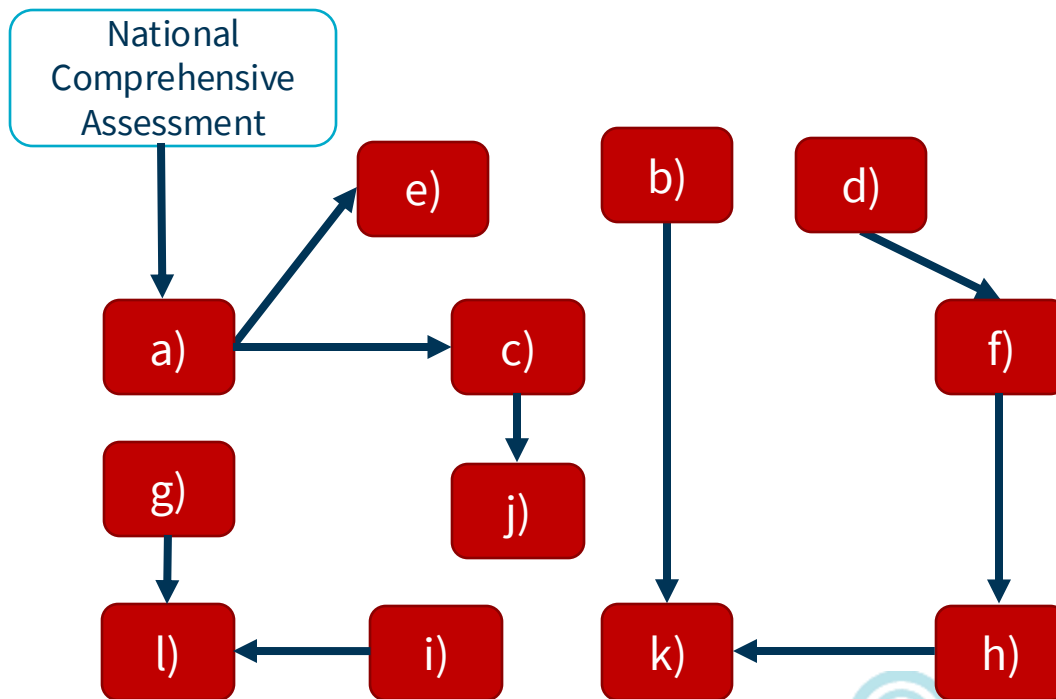 National
Comprehensive
Assessment
e)
b)
d)
a)
c)
f)
g)
j)
l)
i)
k)
h)